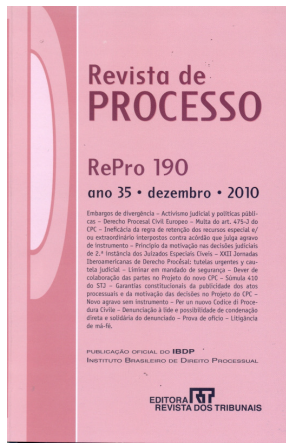 Revista de
PROCESSO
RePro 190
ano 35 • dezembro • 2010
Embargos de divergência – Activismo judicial y políticas públi-
cas – Derecho Procesal Civil Europeo – Multa do art. 475-J do
CPC – Ineficácia da regra de retenção dos recursos especial e/
ou extraordinário interpostos contra acórdão que julga agravo
de instrumento – Princípio da motivação nas decisões judiciais
de 2.ª Instância dos Juizados Especiais Cíveis – XXII Jornadas
Iberoamericanas de Derecho Procesal: tutelas urgentes y cau-
tela judicial – Liminar em mandado de segurança – Dever de
colaboração das partes no Projeto do novo CPC – Súmula 410
do STJ – Garantias constitucionais da publicidade dos atos
processuais e da motivação das decisões no Projeto do CPC –
Novo agravo sem instrumento – Per un nuovo Codice di Proce-
dura Civile – Denunciação à lide e possibilidade de condenação
direta e solidária do denunciado – Prova de ofício – Litigância
de má-fé.
PUBLICAÇÃO OFICIAL DO IBDP
INSTITUTO BRASILEIRO DE DIREITO PROCESSUAL
EDITORA RT
REVISTA DOS TRIBUNAIS